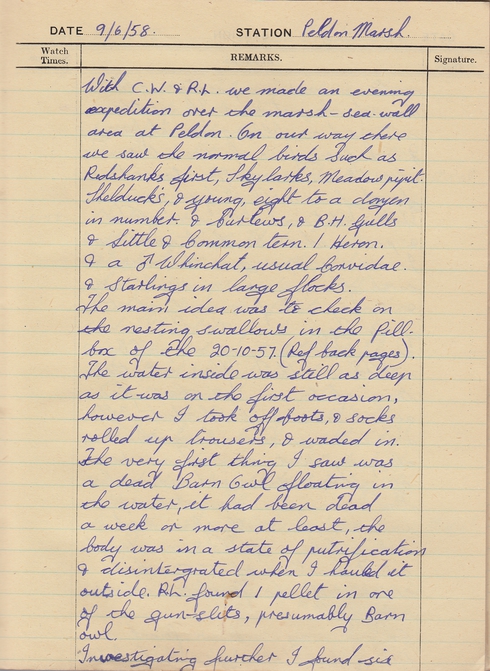 DATE 9/6/58. STATION Peldon Marsh.
Watch Times. REMARKS. Signature.
With C.W. & R.L. we made an evening
expedition over the marsh-sea-wall
area at Peldon. On our way there
we saw the normal birds such as
Redshanks first, Skylarks, Meadow pipit.
Shelducks, & young, eight to a dozen
in number & Curlews, & B.H. Gulls
& Little & Common tern. 1 Heron.
& a ♂ Whinchat, usual Corvidae.
& Starlings in large flocks.
The main idea was to check on
the nesting swallows in the Pill-
box of the 20-10-57. (Ref back pages).
The water inside was still as deep
as it was on the first occasion,
however I took off boots, & socks
rolled up trousers, & waded in.
The very first thing I saw was
a dead Barn Owl floating in
the water, it had been dead
a week or more at least, the
body was in a state of putrification
& disintergrated when I hauled it
outside. R.L. found 1 pellet in one
of the gun-slits, presumably Barn
owl.
Investigating further I found six